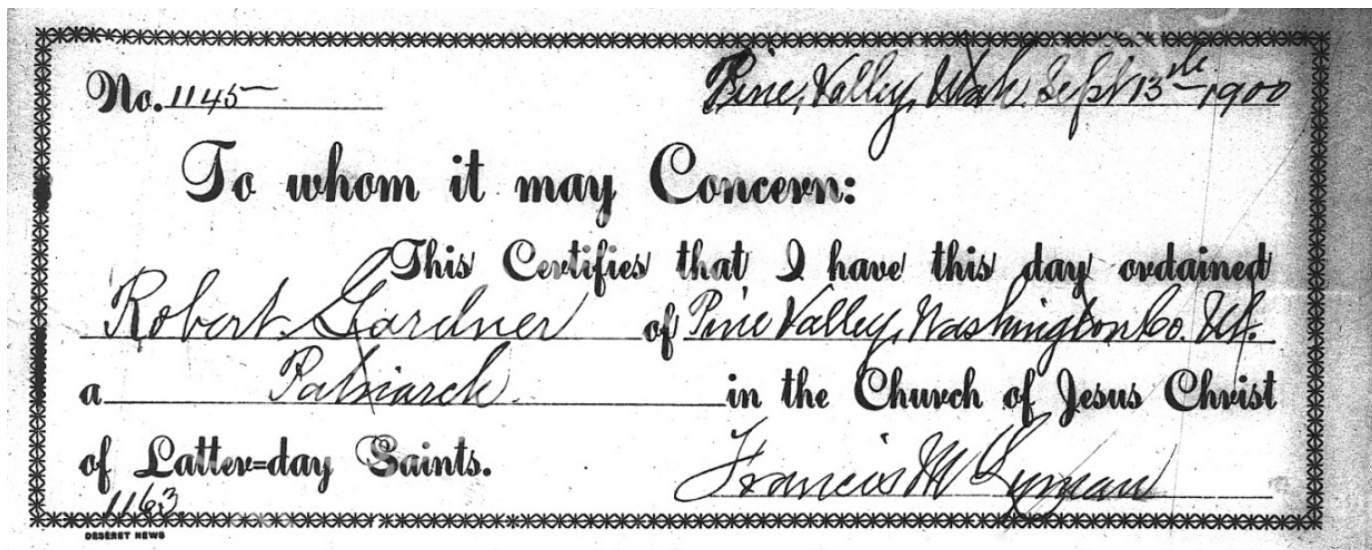 No. 1145 Pine, Valley, Utah. Sept 13th 1900
To whom it may Concern:
This Certifies that I have this day ordained
Robert Gardner of Pine Valley, Washington Co. Ut.
a Patriarch. in the Church of Jesus Christ
of Latter=day Saints. Francis M Lyman
1163.
DESERET NEWS